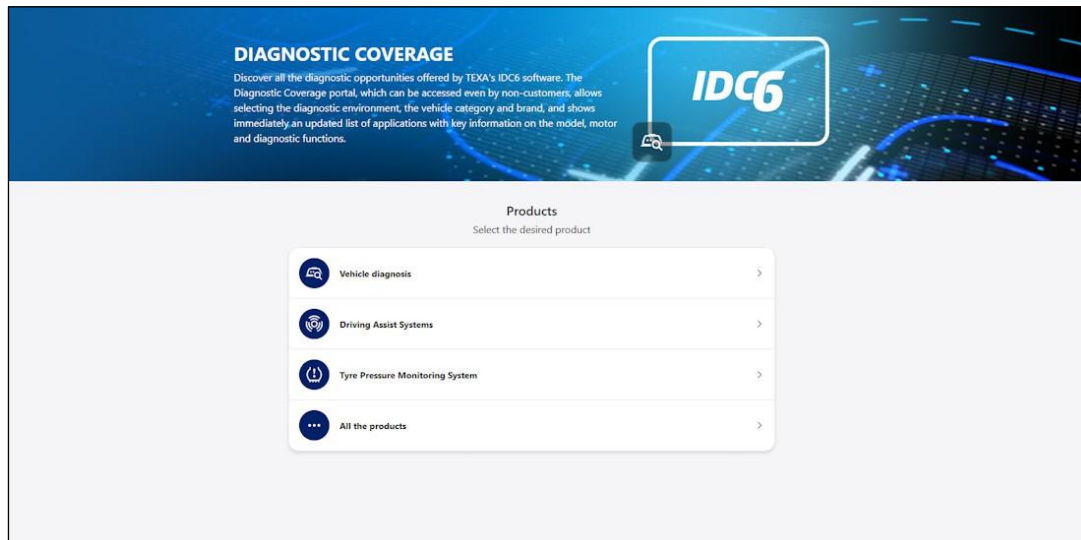 DIAGNOSTIC COVERAGE
Discover all the diagnostic opportunities offered by TEXA's IDC6 software. The
Diagnostic Coverage portal, which can be accessed even by non-customers, allows
selecting the diagnostic environment, the vehicle category and brand, and shows
immediately an updated list of applications with key information on the model, motor
and diagnostic functions.
IDC6
Products
Select the desired product
Vehicle diagnosis
Driving Assist Systems
Tyre Pressure Monitoring System
All the products